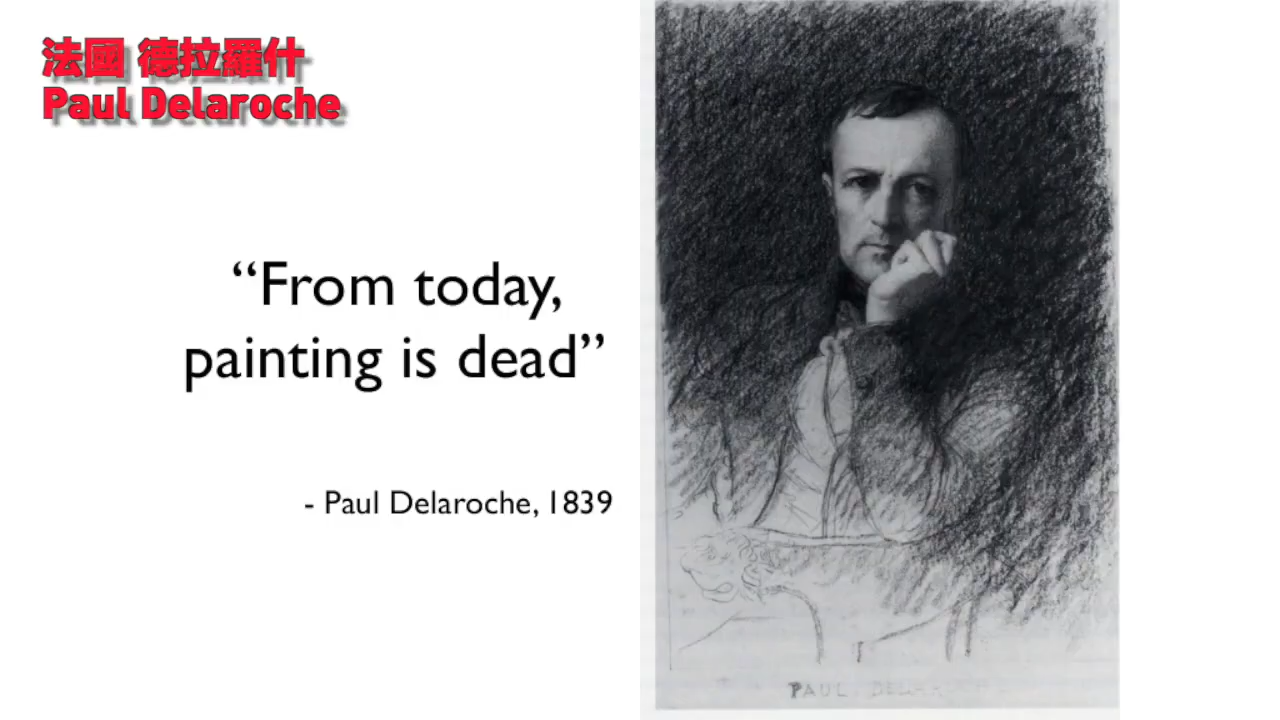 法國 德拉羅什
Paul Delaroche
“From today,
painting is dead”
- Paul Delaroche, 1839
PAUL